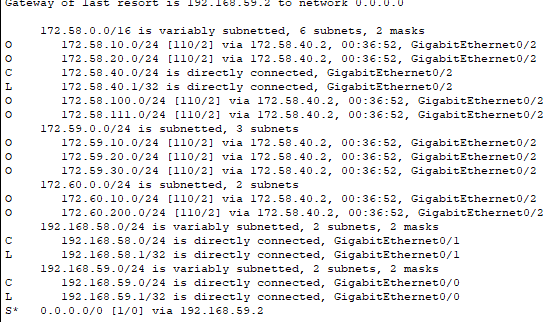 Gateway of last resort is 192.168.59.2 to network 0.0.0.0
172.58.0.0/16 is variably subnetted, 6 subnets, 2 masks
O 172.58.10.0/24 [110/2] via 172.58.40.2, 00:36:52, GigabitEthernet0/2
O 172.58.20.0/24 [110/2] via 172.58.40.2, 00:36:52, GigabitEthernet0/2
C 172.58.40.0/24 is directly connected, GigabitEthernet0/2
L 172.58.40.1/32 is directly connected, GigabitEthernet0/2
O 172.58.100.0/24 [110/2] via 172.58.40.2, 00:36:52, GigabitEthernet0/2
O 172.58.111.0/24 [110/2] via 172.58.40.2, 00:36:52, GigabitEthernet0/2
172.59.0.0/24 is subnetted, 3 subnets
O 172.59.10.0/24 [110/2] via 172.58.40.2, 00:36:52, GigabitEthernet0/2
O 172.59.20.0/24 [110/2] via 172.58.40.2, 00:36:52, GigabitEthernet0/2
O 172.59.30.0/24 [110/2] via 172.58.40.2, 00:36:52, GigabitEthernet0/2
172.60.0.0/24 is subnetted, 2 subnets
O 172.60.10.0/24 [110/2] via 172.58.40.2, 00:36:52, GigabitEthernet0/2
O 172.60.200.0/24 [110/2] via 172.58.40.2, 00:36:52, GigabitEthernet0/2
192.168.58.0/24 is variably subnetted, 2 subnets, 2 masks
C 192.168.58.0/24 is directly connected, GigabitEthernet0/1
L 192.168.58.1/32 is directly connected, GigabitEthernet0/1
192.168.59.0/24 is variably subnetted, 2 subnets, 2 masks
C 192.168.59.0/24 is directly connected, GigabitEthernet0/0
L 192.168.59.1/32 is directly connected, GigabitEthernet0/0
S* 0.0.0.0/0 [1/0] via 192.168.59.2